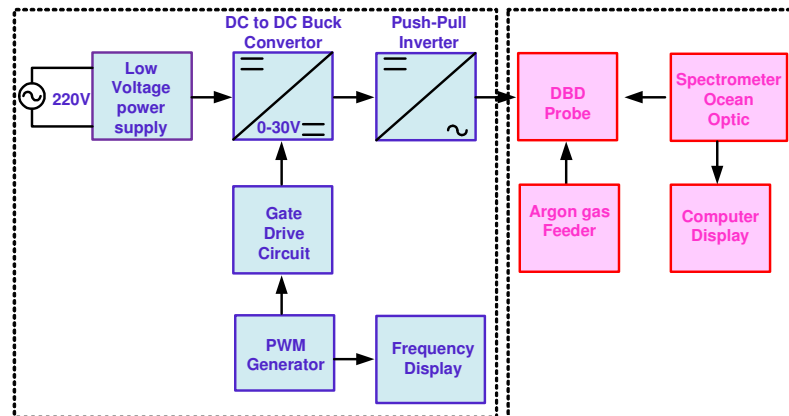 DC to DC Buck
Convertor
Push-Pull
Inverter
220V
Low
Voltage
power
supply
0-30V
DBD
Probe
Spectrometer
Ocean
Optic
Gate
Drive
Circuit
Argon gas
Feeder
Computer
Display
PWM
Generator
Frequency
Display